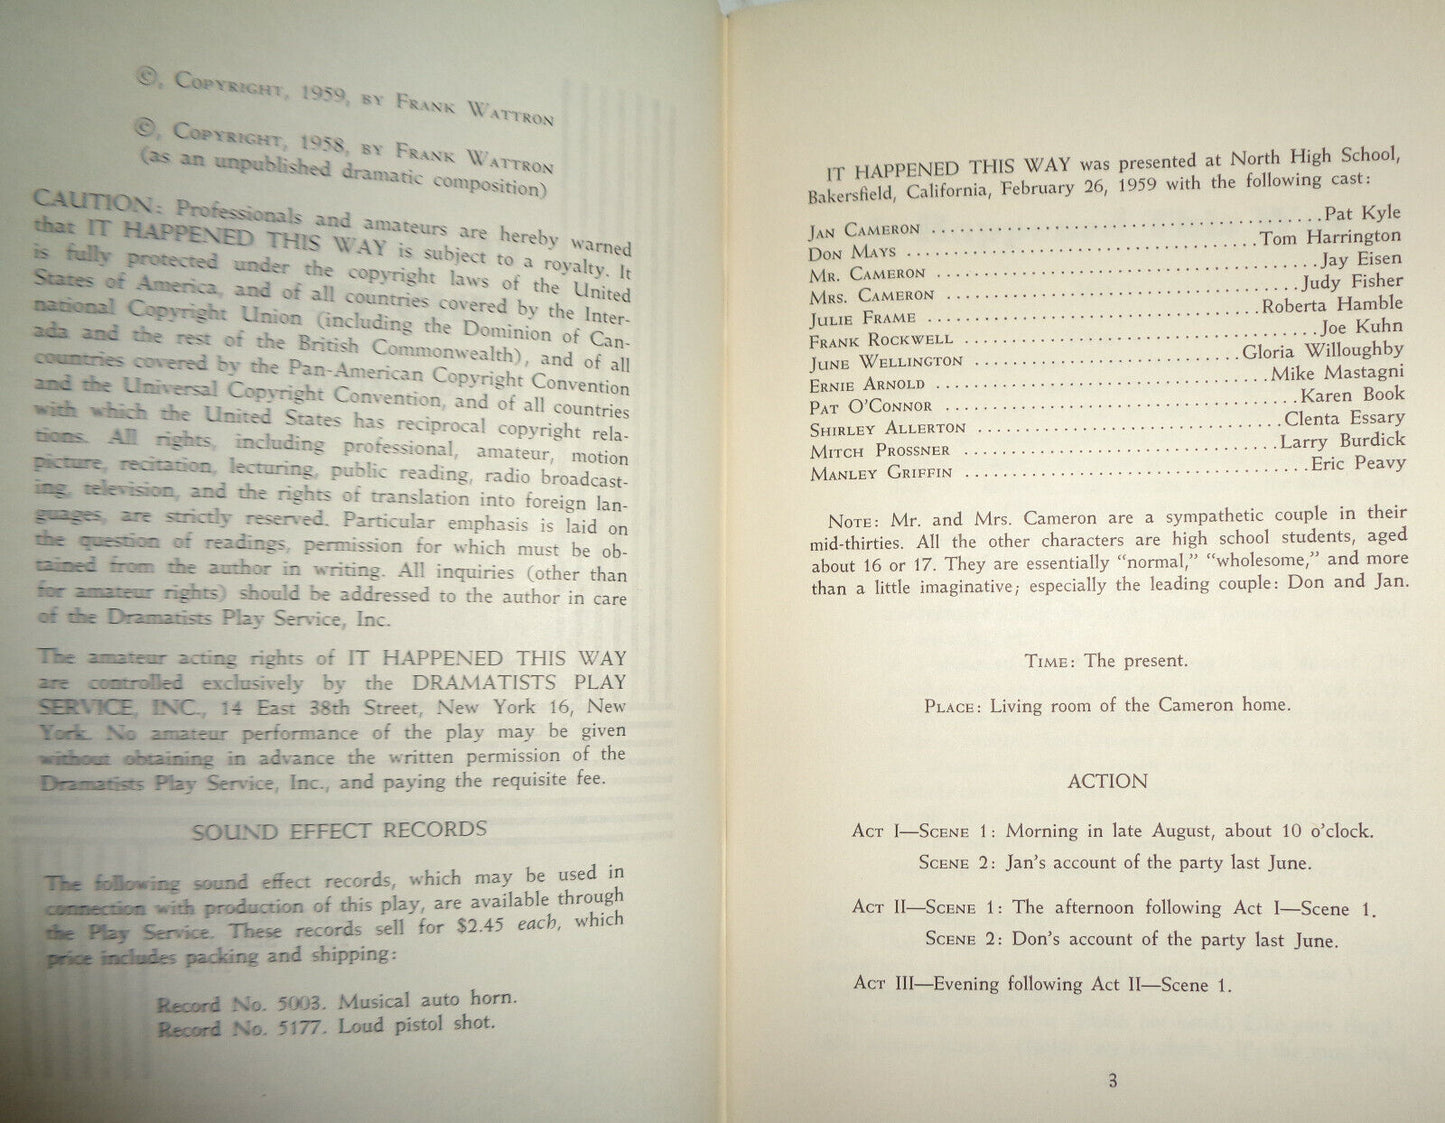 ©, Copyright, 1959, by Frank Wattron
©, Copyright, 1958, by Frank Wattron
(as an unpublished dramatic composition)
CAUTION: Professionals and amateurs are hereby warned
that IT HAPPENED THIS WAY is subject to a royalty. It
is fully protected under the copyright laws of the United
States of America, and of all countries covered by the Inter-
national Copyright Union (including the Dominion of Can-
ada and the rest of the British Commonwealth), and of all
countries covered by the Pan-American Copyright Convention
and the Universal Copyright Convention, and of all countries
with which the United States has reciprocal copyright rela-
tions. All rights, including professional, amateur, motion
picture, recitation, lecturing, public reading, radio broadcast-
ing, television, and the rights of translation into foreign lan-
guages, are strictly reserved. Particular emphasis is laid on
the question of readings, permission for which must be ob-
tained from the author in writing. All inquiries (other than
for amateur rights) should be addressed to the author in care
of the Dramatists Play Service, Inc.
The amateur acting rights of IT HAPPENED THIS WAY
are controlled exclusively by the DRAMATISTS PLAY
SERVICE, INC., 14 East 38th Street, New York 16, New
York. No amateur performance of the play may be given
without obtaining in advance the written permission of the
Dramatists Play Service, Inc., and paying the requisite fee.
SOUND EFFECT RECORDS
The following sound effect records, which may be used in
connection with production of this play, are available through
the Play Service. These records sell for $2.45 each, which
price includes packing and shipping:
Record No. 5003. Musical auto horn.
Record No. 5177. Loud pistol shot.
IT HAPPENED THIS WAY was presented at North High School,
Bakersfield, California, February 26, 1959 with the following cast:
Jan Cameron ........................................ Pat Kyle
Don Mays ........................................ Tom Harrington
Mr. Cameron ........................................ Jay Eisen
Mrs. Cameron ........................................ Judy Fisher
Julie Frame ........................................ Roberta Hamble
Frank Rockwell ........................................ Joe Kuhn
June Wellington ........................................ Gloria Willoughby
Ernie Arnold ........................................ Mike Mastagni
Pat O'Connor ........................................ Karen Book
Shirley Allerton ........................................ Clenta Essary
Mitch Prossner ........................................ Larry Burdick
Manley Griffin ........................................ Eric Peavy
Note: Mr. and Mrs. Cameron are a sympathetic couple in their
mid-thirties. All the other characters are high school students, aged
about 16 or 17. They are essentially "normal," "wholesome," and more
than a little imaginative; especially the leading couple: Don and Jan.
Time: The present.
Place: Living room of the Cameron home.
ACTION
Act I—Scene 1: Morning in late August, about 10 o'clock.
Scene 2: Jan's account of the party last June.
Act II—Scene 1: The afternoon following Act I—Scene 1.
Scene 2: Don's account of the party last June.
Act III—Evening following Act II—Scene 1.
3